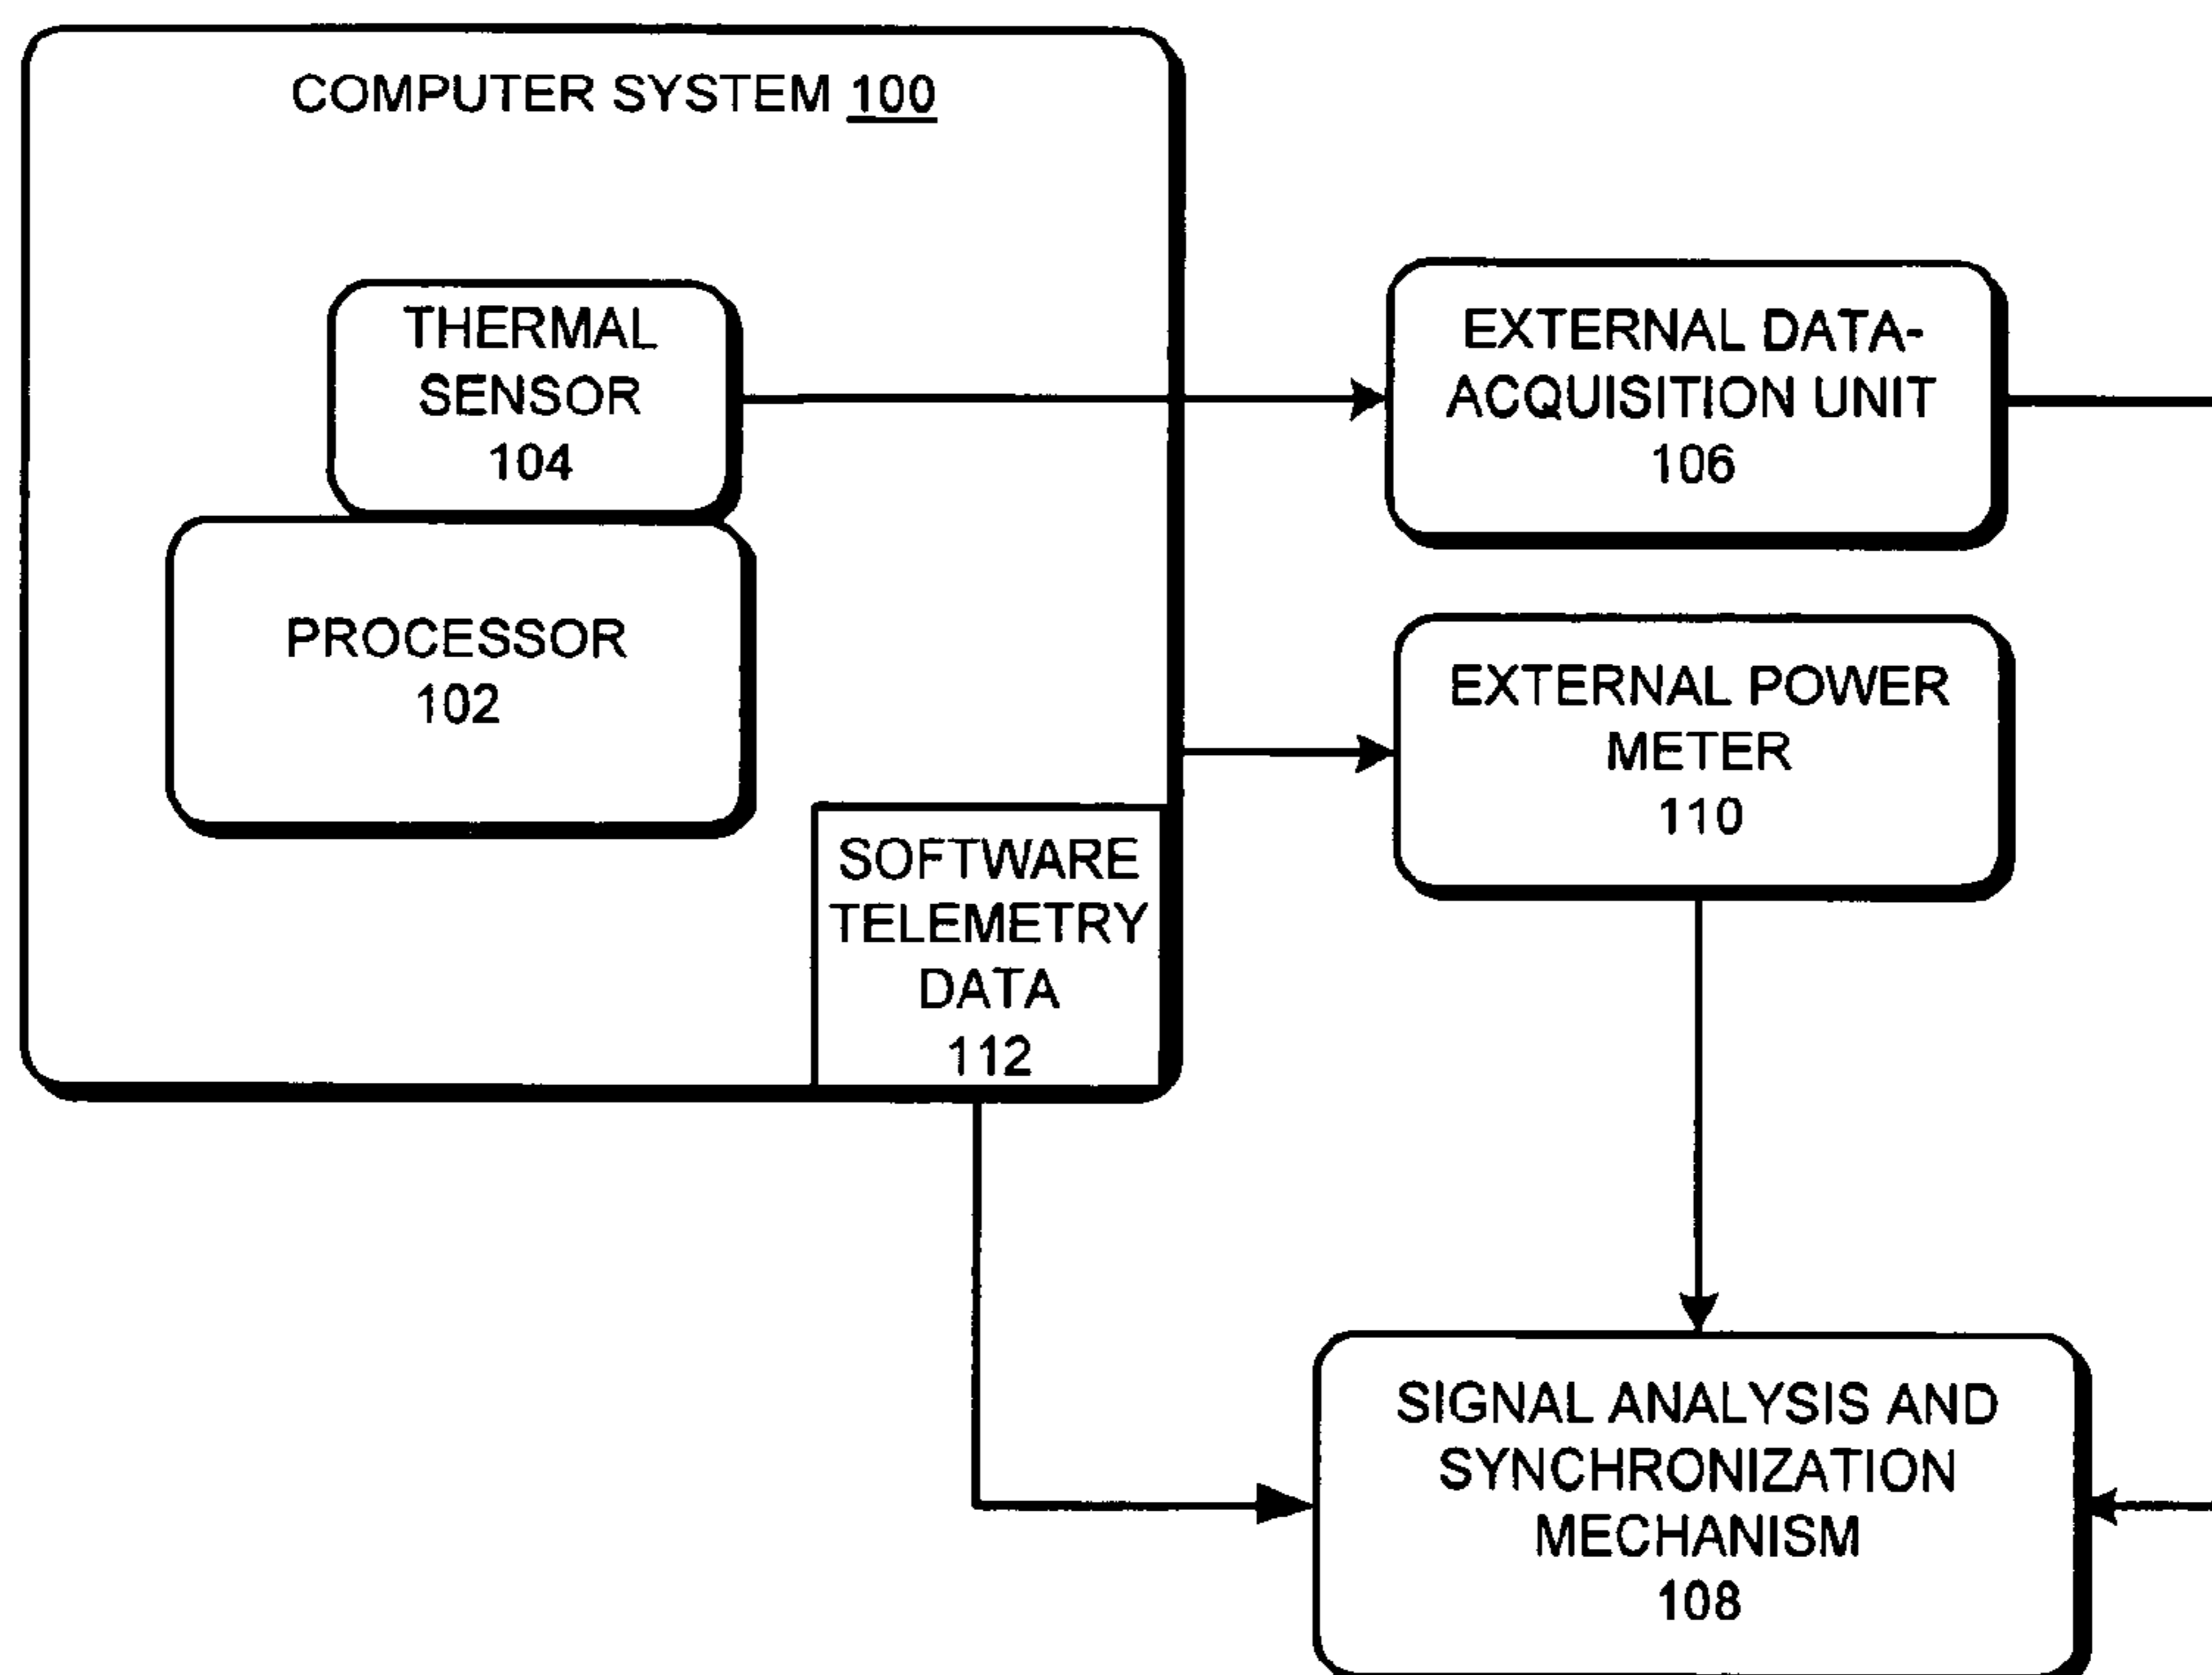 COMPUTER SYSTEM 100
THERMAL
SENSOR
104
PROCESSOR
102
SOFTWARE
TELEMETRY
DATA
112
EXTERNAL DATA-
ACQUISITION UNIT
106
EXTERNAL POWER
METER
110
SIGNAL ANALYSIS AND
SYNCHRONIZATION
MECHANISM
108